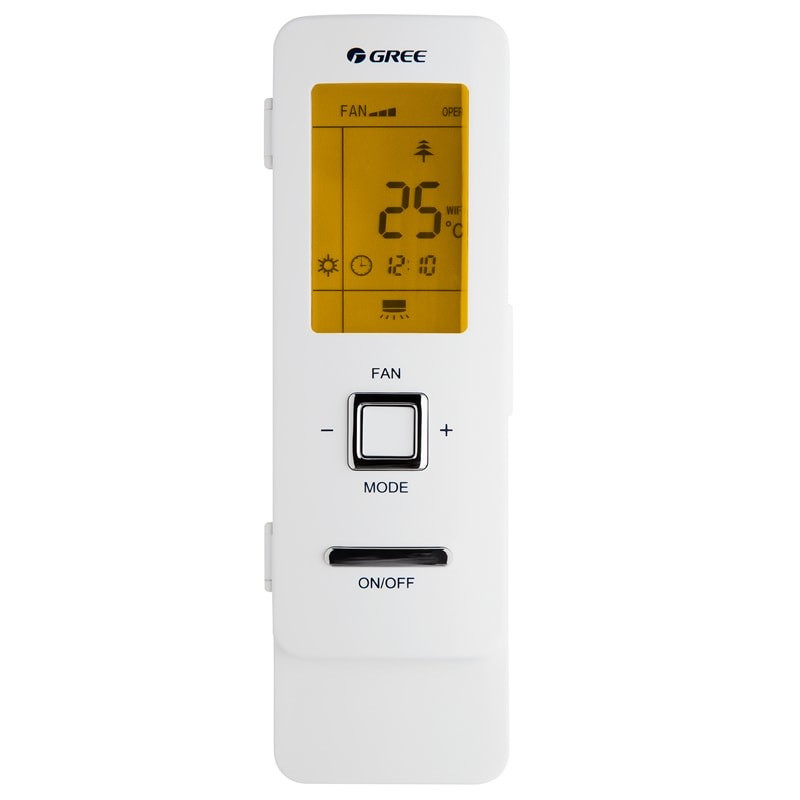 GREE
FAN OPER
25 WIFI °C
12:10
FAN
- +
MODE
ON/OFF